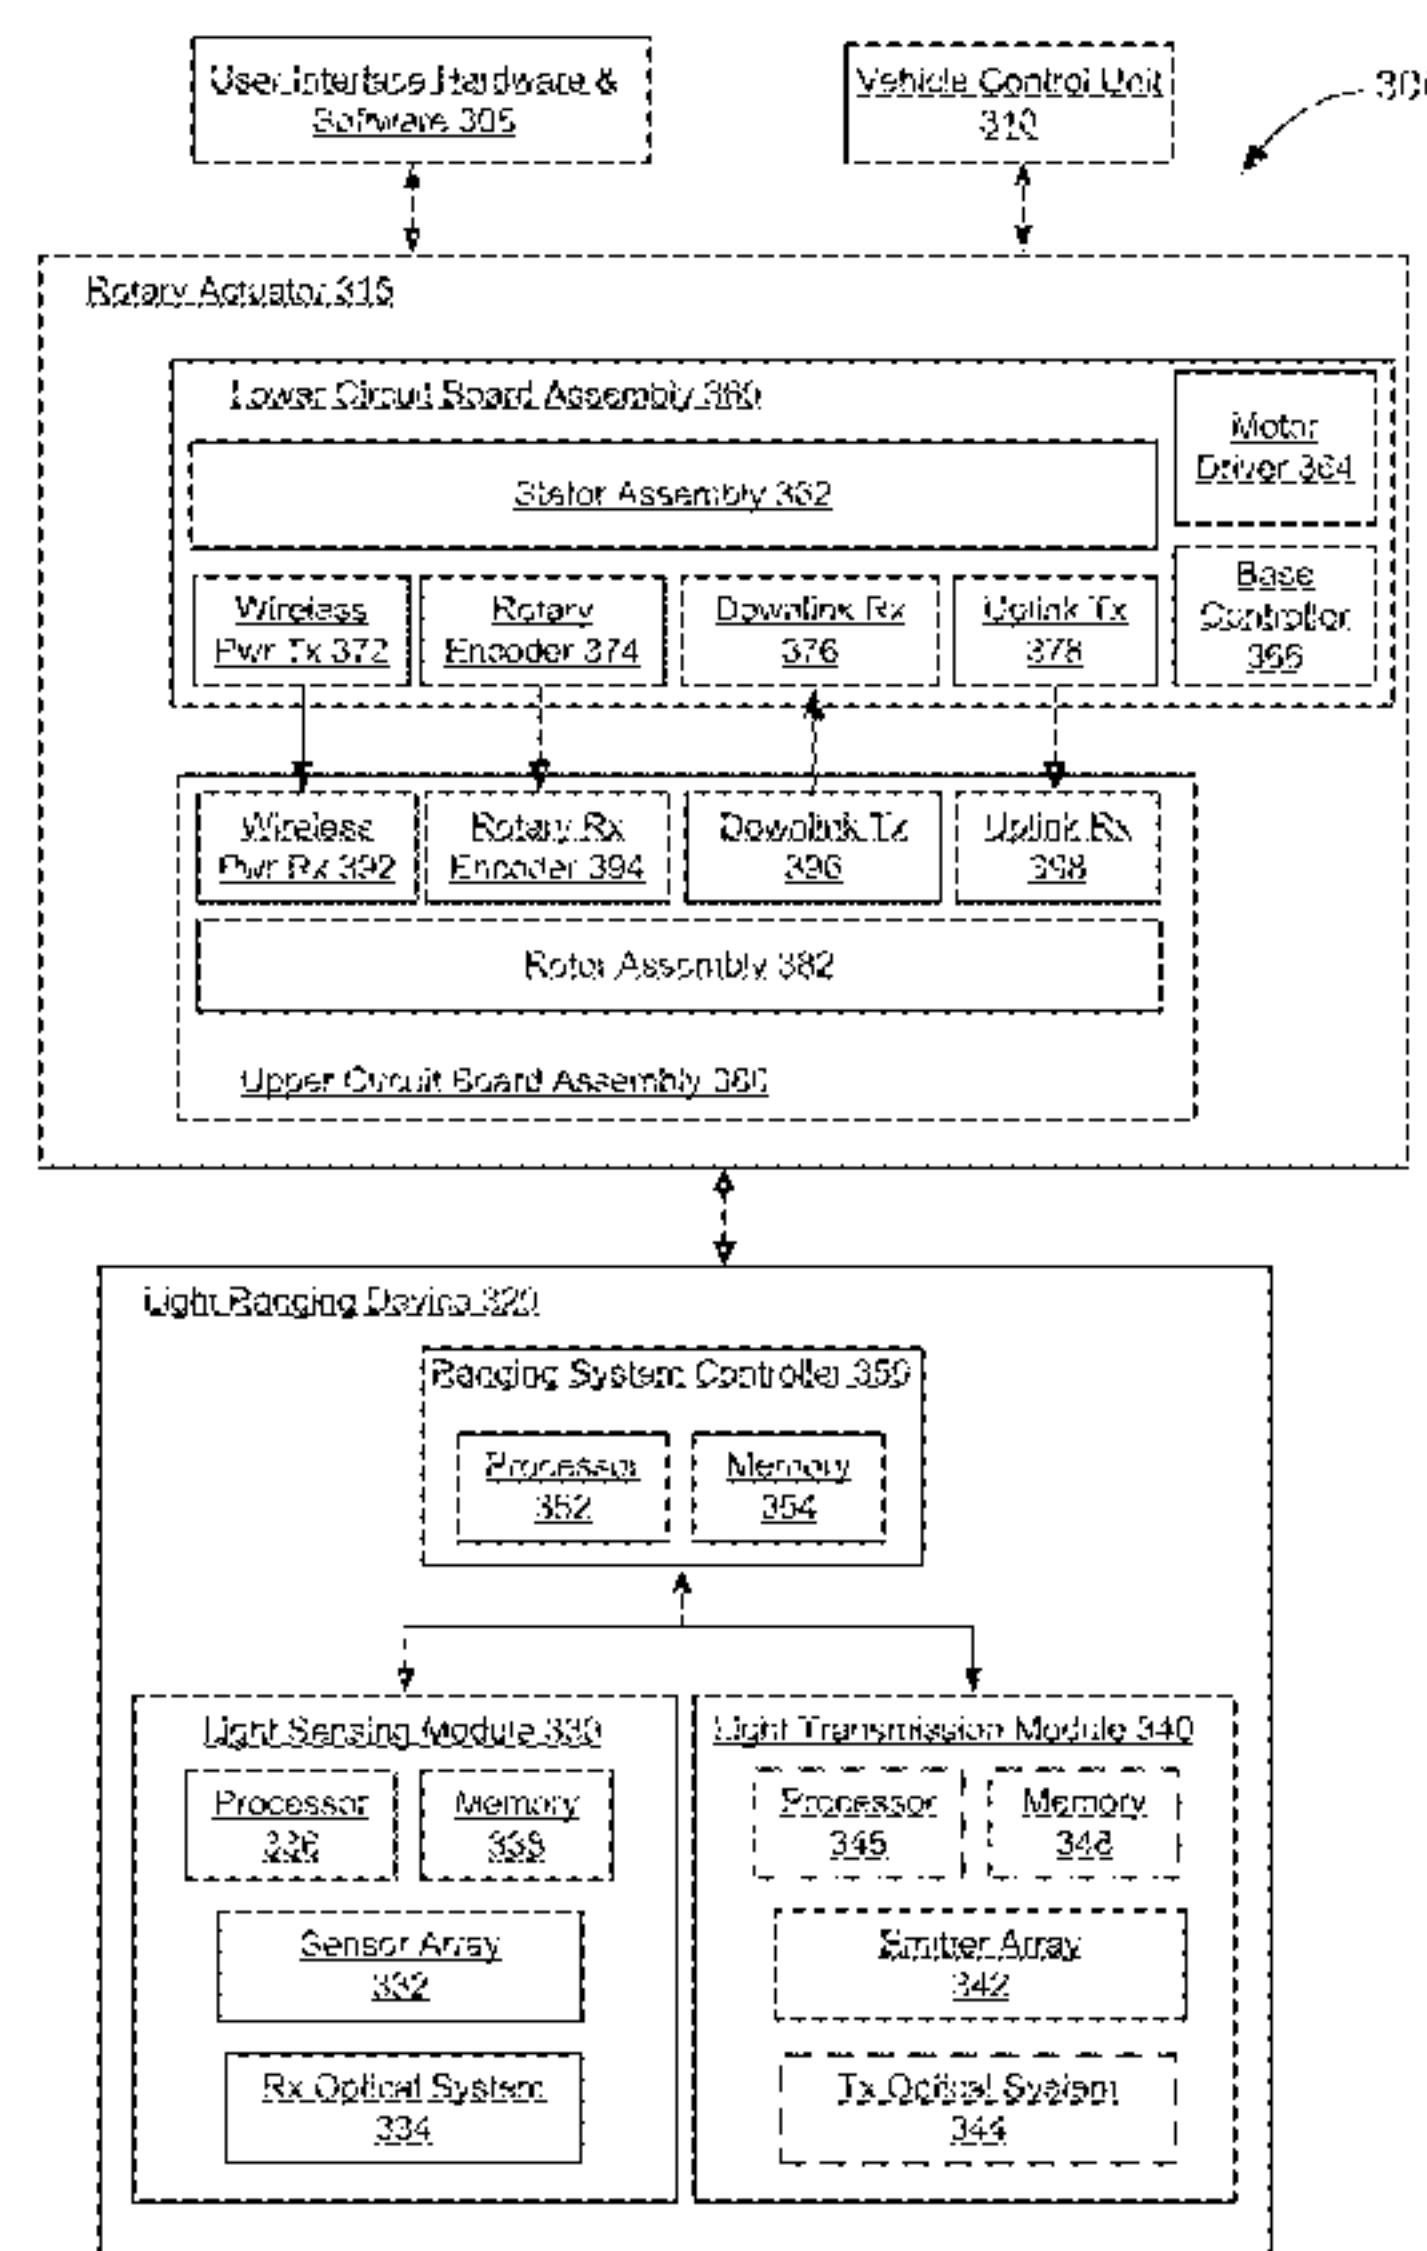 User Interface Hardware &
Software 305
Vehicle Control Unit
310
Rotary Actuator 315
Lower Circuit Board Assembly 360
Motor
Driver 364
Stator Assembly 362
Base
Controller
366
Wireless
Pwr Tx 372
Rotary
Encoder 374
Downlink Rx
376
Uplink Tx
378
Wireless
Pwr Rx 392
Rotary Rx
Encoder 394
Downlink Tx
396
Uplink Rx
398
Rotor Assembly 382
Upper Circuit Board Assembly 380
Light Ranging Device 320
Ranging System Controller 350
Processor
352
Memory
354
Light Sensing Module 330
Light Transmission Module 340
Processor
336
Memory
338
Processor
346
Memory
348
Sensor Array
332
Emitter Array
342
Rx Optical System
334
Tx Optical System
344